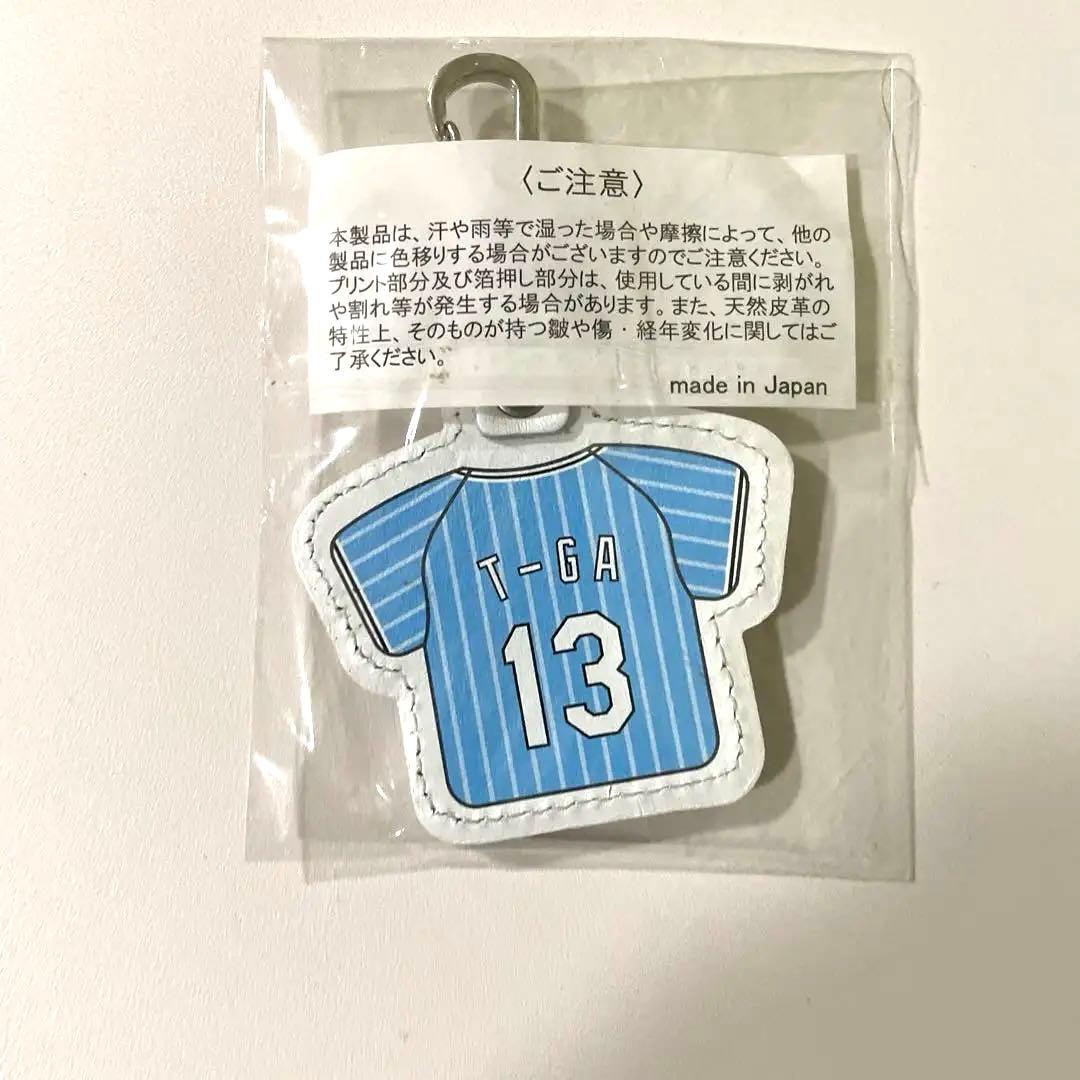 〈ご注意〉
本製品は、汗や雨等で湿った場合や摩擦によって、他の
製品に色移りする場合がございますのでご注意ください。
プリント部分及び箔押し部分は、使用している間に剥がれ
や割れ等が発生する場合があります。また、天然皮革の
特性上、そのものが持つ皺や傷・経年変化に関してはご
了承ください。
made in Japan
T-GA
13